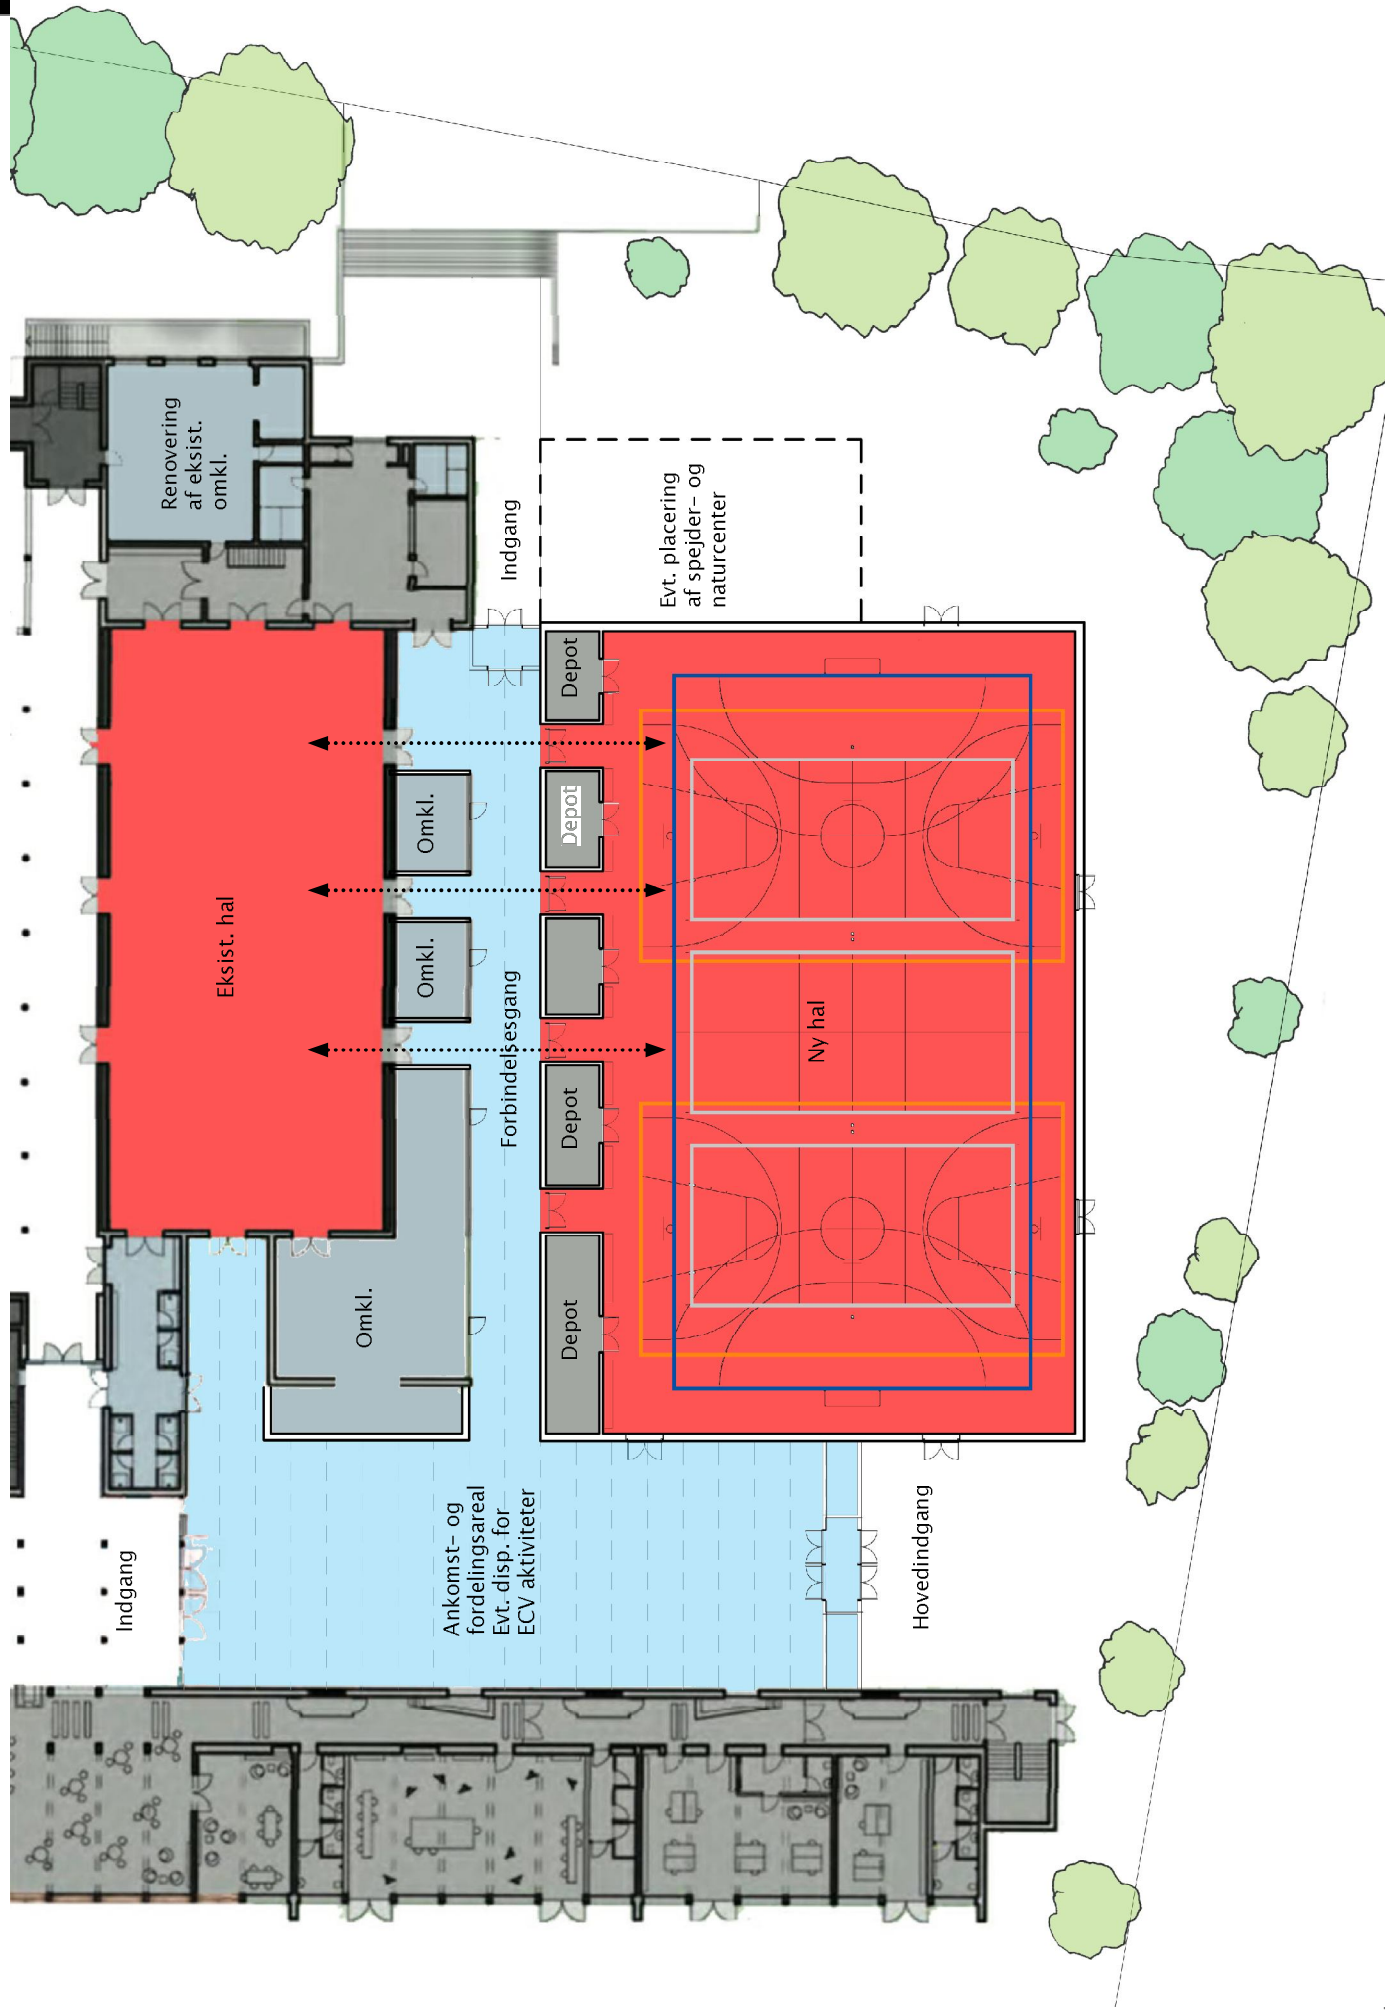 Renovering
af eksist.
omkl.
Indgang
Evt. placering
af spejder- og
naturcenter
Depot
Depot
Omkl.
Eksist. hal
Omkl.
Forbindelsesgang
Ny hal
Depot
Omkl.
Depot
Indgang
Ankomst- og
fordelingsareal
Evt. disp. for
ECV aktiviteter
Hovedindgang